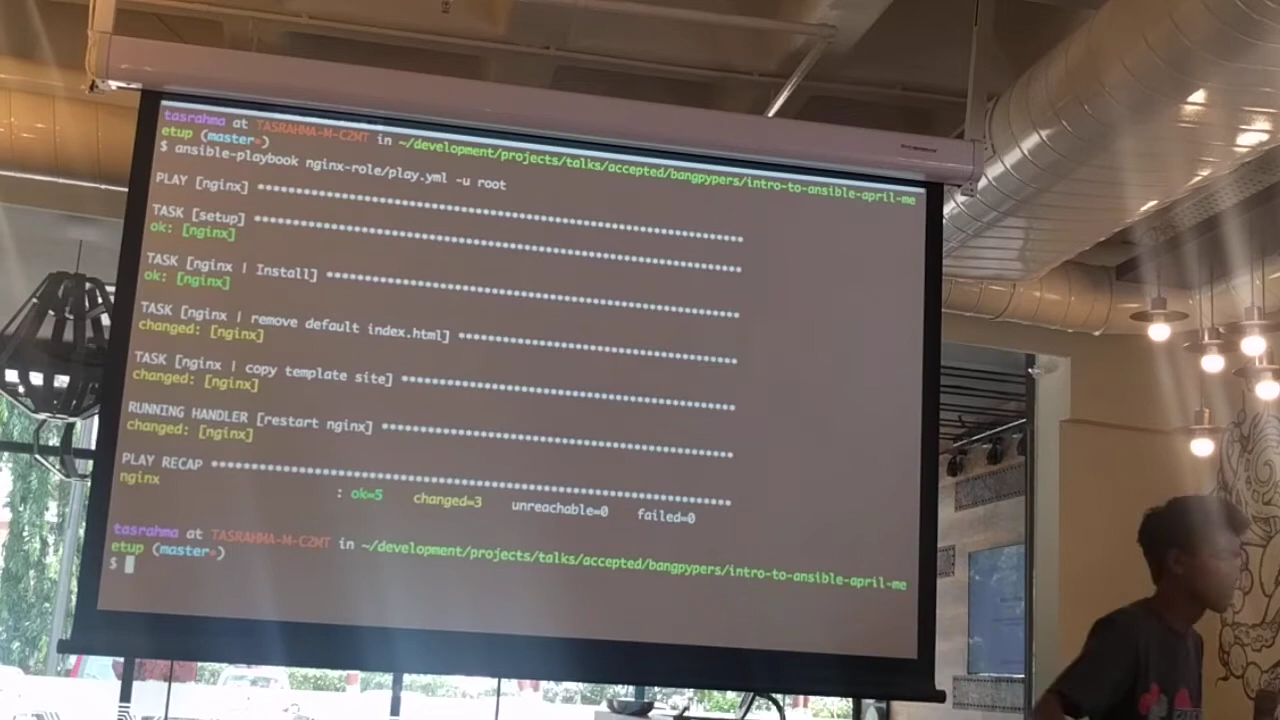 tasrahma at TASRAHMA-M-C2MT in ~/development/projects/talks/accepted/bangpypers/intro-to-ansible-april-me
etup (master*)
$ ansible-playbook nginx-role/play.yml -u root
PLAY [nginx] ****************************************************************
TASK [setup] ****************************************************************
ok: [nginx]
TASK [nginx | Install] ******************************************************
ok: [nginx]
TASK [nginx | remove default index.html] ************************************
changed: [nginx]
TASK [nginx | copy template site] *******************************************
changed: [nginx]
RUNNING HANDLER [restart nginx] *********************************************
changed: [nginx]
PLAY RECAP ******************************************************************
nginx : ok=5 changed=3 unreachable=0 failed=0
tasrahma at TASRAHMA-M-C2MT in ~/development/projects/talks/accepted/bangpypers/intro-to-ansible-april-me
etup (master*)
$